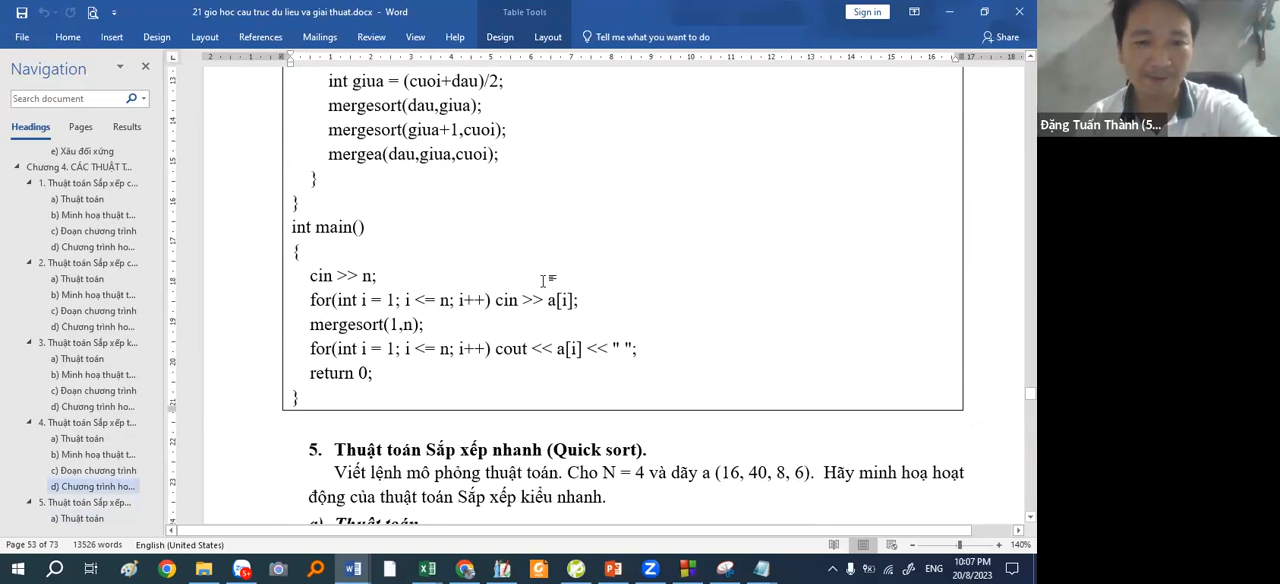 21 gio hoc cau truc du lieu va giai thuat.docx - Word
Table Tools
Sign in
File
Home
Insert
Design
Layout
References
Mailings
Review
View
Help
Design
Layout
Tell me what you want to do
Share
Navigation
Search document
Headings
Pages
Results
e) Xâu đối xứng
Chương 4. CÁC THUẬT T...
1. Thuật toán Sắp xếp c...
a) Thuật toán
b) Minh hoạ thuật t...
c) Đoạn chương trình
d) Chương trình ho...
2. Thuật toán Sắp xếp c...
a) Thuật toán
b) Minh hoạ thuật t...
c) Đoạn chương trình
d) Chương trình ho...
3. Thuật toán Sắp xếp k...
a) Thuật toán
b) Minh hoạ thuật t...
c) Đoạn chương trình
d) Chương trình ho...
4. Thuật toán Sắp xếp t...
a) Thuật toán
b) Minh hoạ thuật t...
c) Đoạn chương trình
d) Chương trình ho...
5. Thuật toán Sắp xếp...
a) Thuật toán
int giua = (cuoi+dau)/2;
mergesort(dau,giua);
mergesort(giua+1,cuoi);
mergea(dau,giua,cuoi);
}
}
int main()
{
cin >> n;
for(int i = 1; i <= n; i++) cin >> a[i];
mergesort(1,n);
for(int i = 1; i <= n; i++) cout << a[i] << " ";
return 0;
}
5. Thuật toán Sắp xếp nhanh (Quick sort).
Viết lệnh mô phỏng thuật toán. Cho N = 4 và dãy a (16, 40, 8, 6). Hãy minh hoạ hoạt
động của thuật toán Sắp xếp kiểu nhanh.
a) Thuật toán
Đặng Tuấn Thành (5...
Page 53 of 73
13526 words
English (United States)
140%
ENG
10:07 PM
20/8/2023